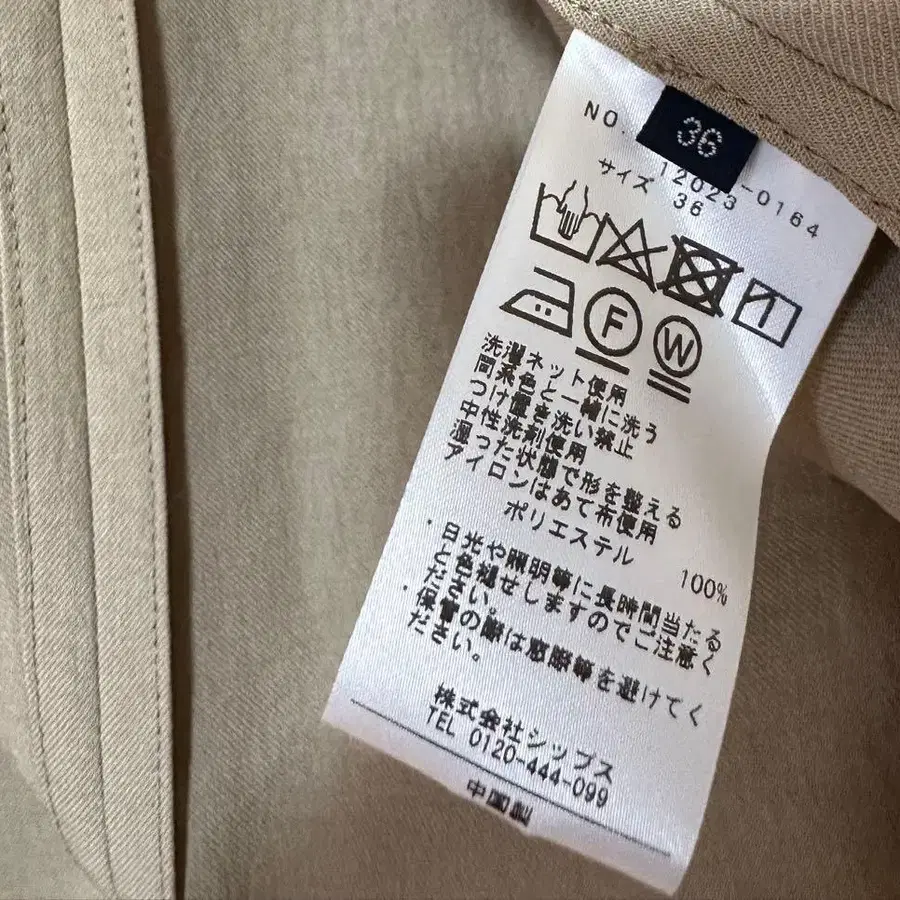 36
NO.
12023 -0164
サイズ 36
F
W
洗濯ネット使用
同系色と一緒に洗う
つけ置き洗い禁止
中性洗剤使用
湿った状態で形を整える
アイロンはあて布使用
ポリエステル 100%
・日光や照明等に長時間当たる
と色褪せしますのでご注意く
ださい。
・保管の際は窓際等を避けてく
ださい。
株式会社シップス
TEL 0120-444-099
中国製